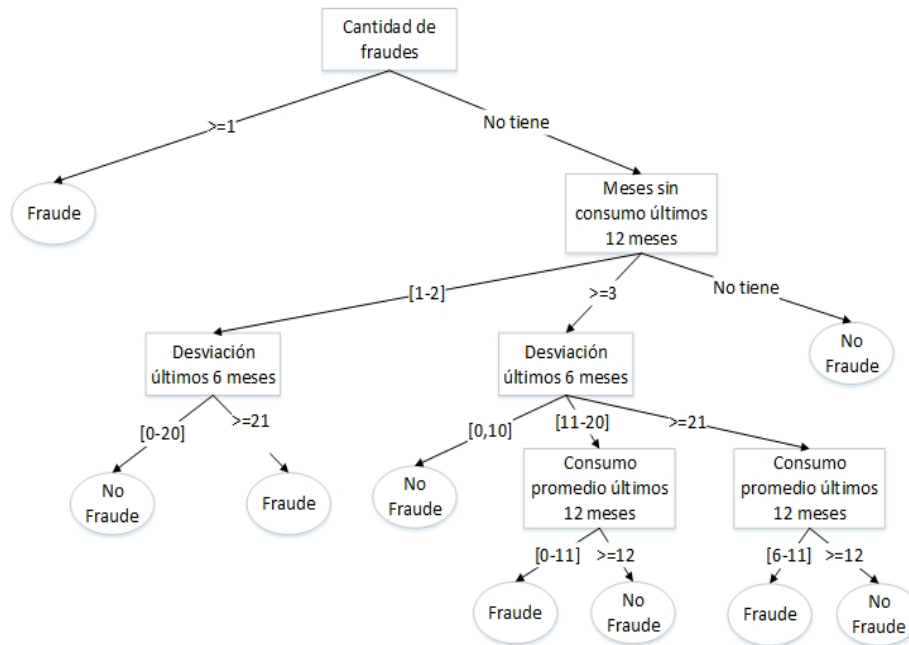 Cantidad de
fraudes
>=1
No tiene
Fraude
Meses sin
consumo últimos
12 meses
[1-2]
>=3
No tiene
Desviación
últimos 6 meses
Desviación
últimos 6 meses
No
Fraude
[0-20]
>=21
[0,10]
[11-20]
>=21
No
Fraude
Fraude
No
Fraude
Consumo
promedio últimos
12 meses
Consumo
promedio últimos
12 meses
[0-11]
>=12
[6-11]
>=12
Fraude
No
Fraude
Fraude
No
Fraude